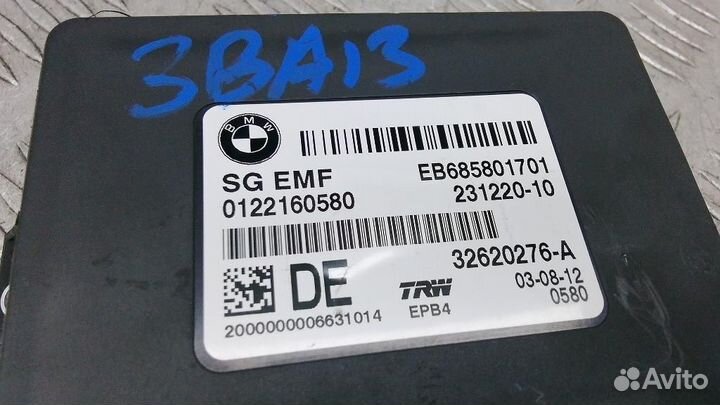 3BA13
BMW
SG EMF
EB685801701
0122160580
231220-10
32620276-A
DE
TRW
03-08-12
EPB4
0580
2000000006631014
Avito